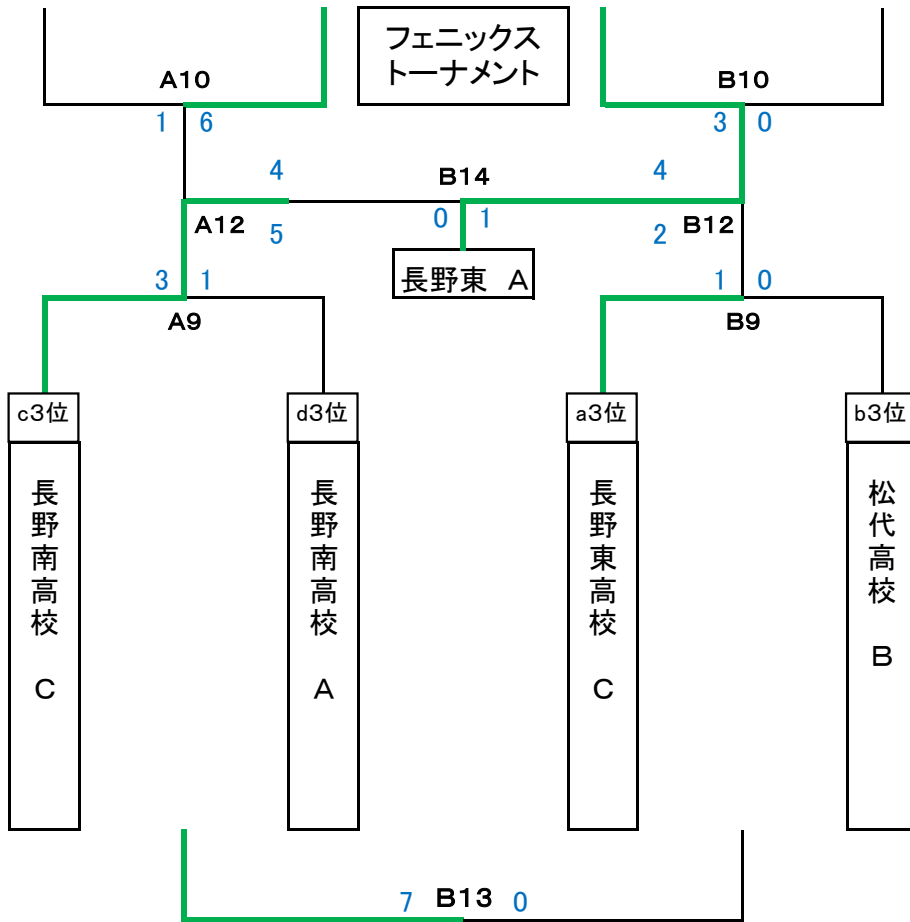 フェニックス
トーナメント
A10
B10
1 6
3 0
4
B14
4
A12
5
0 1
2
B12
長野東 A
3 1
1 0
A9
B9
c3位
d3位
a3位
b3位
長野南高校 C
長野南高校 A
長野東高校 C
松代高校 B
7 B13 0